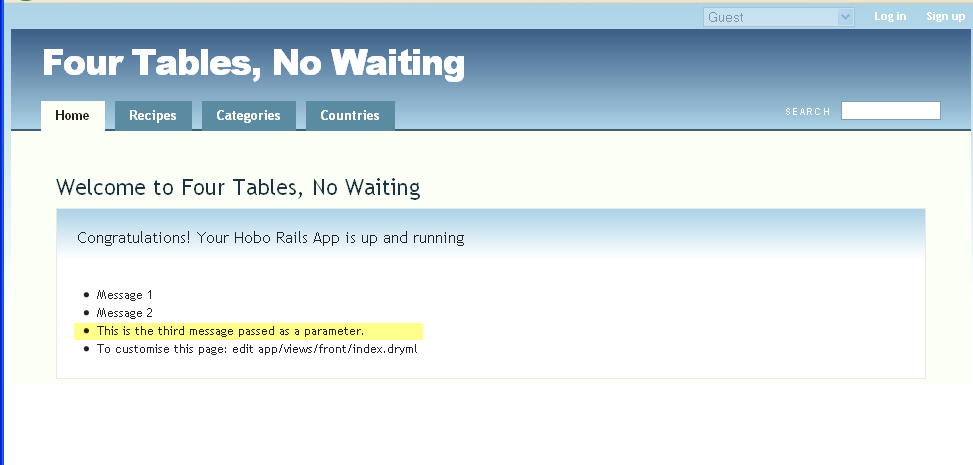 Guest
Log in
Sign up
Four Tables, No Waiting
Home
Recipes
Categories
Countries
SEARCH
Welcome to Four Tables, No Waiting
Congratulations! Your Hobo Rails App is up and running
Message 1
Message 2
This is the third message passed as a parameter.
To customise this page: edit app/views/front/index.dryml